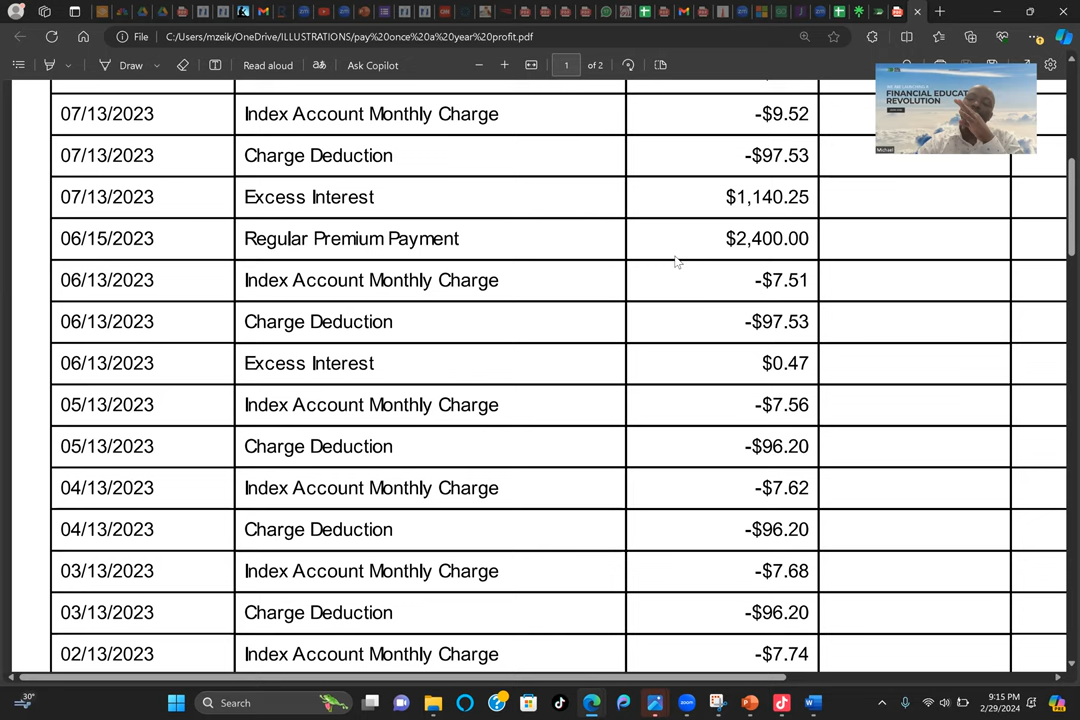 File
C:/Users/mzeik/OneDrive/ILLUSTRATIONS/pay%20once%20a%20year%20profit.pdf
Draw
Read aloud
Ask Copilot
1 of 2
FINANCIAL EDUCAT
REVOLUTION
Michael
07/13/2023 Index Account Monthly Charge -$9.52
07/13/2023 Charge Deduction -$97.53
07/13/2023 Excess Interest $1,140.25
06/15/2023 Regular Premium Payment $2,400.00
06/13/2023 Index Account Monthly Charge -$7.51
06/13/2023 Charge Deduction -$97.53
06/13/2023 Excess Interest $0.47
05/13/2023 Index Account Monthly Charge -$7.56
05/13/2023 Charge Deduction -$96.20
04/13/2023 Index Account Monthly Charge -$7.62
04/13/2023 Charge Deduction -$96.20
03/13/2023 Index Account Monthly Charge -$7.68
03/13/2023 Charge Deduction -$96.20
02/13/2023 Index Account Monthly Charge -$7.74
30°
Search
9:15 PM
2/29/2024